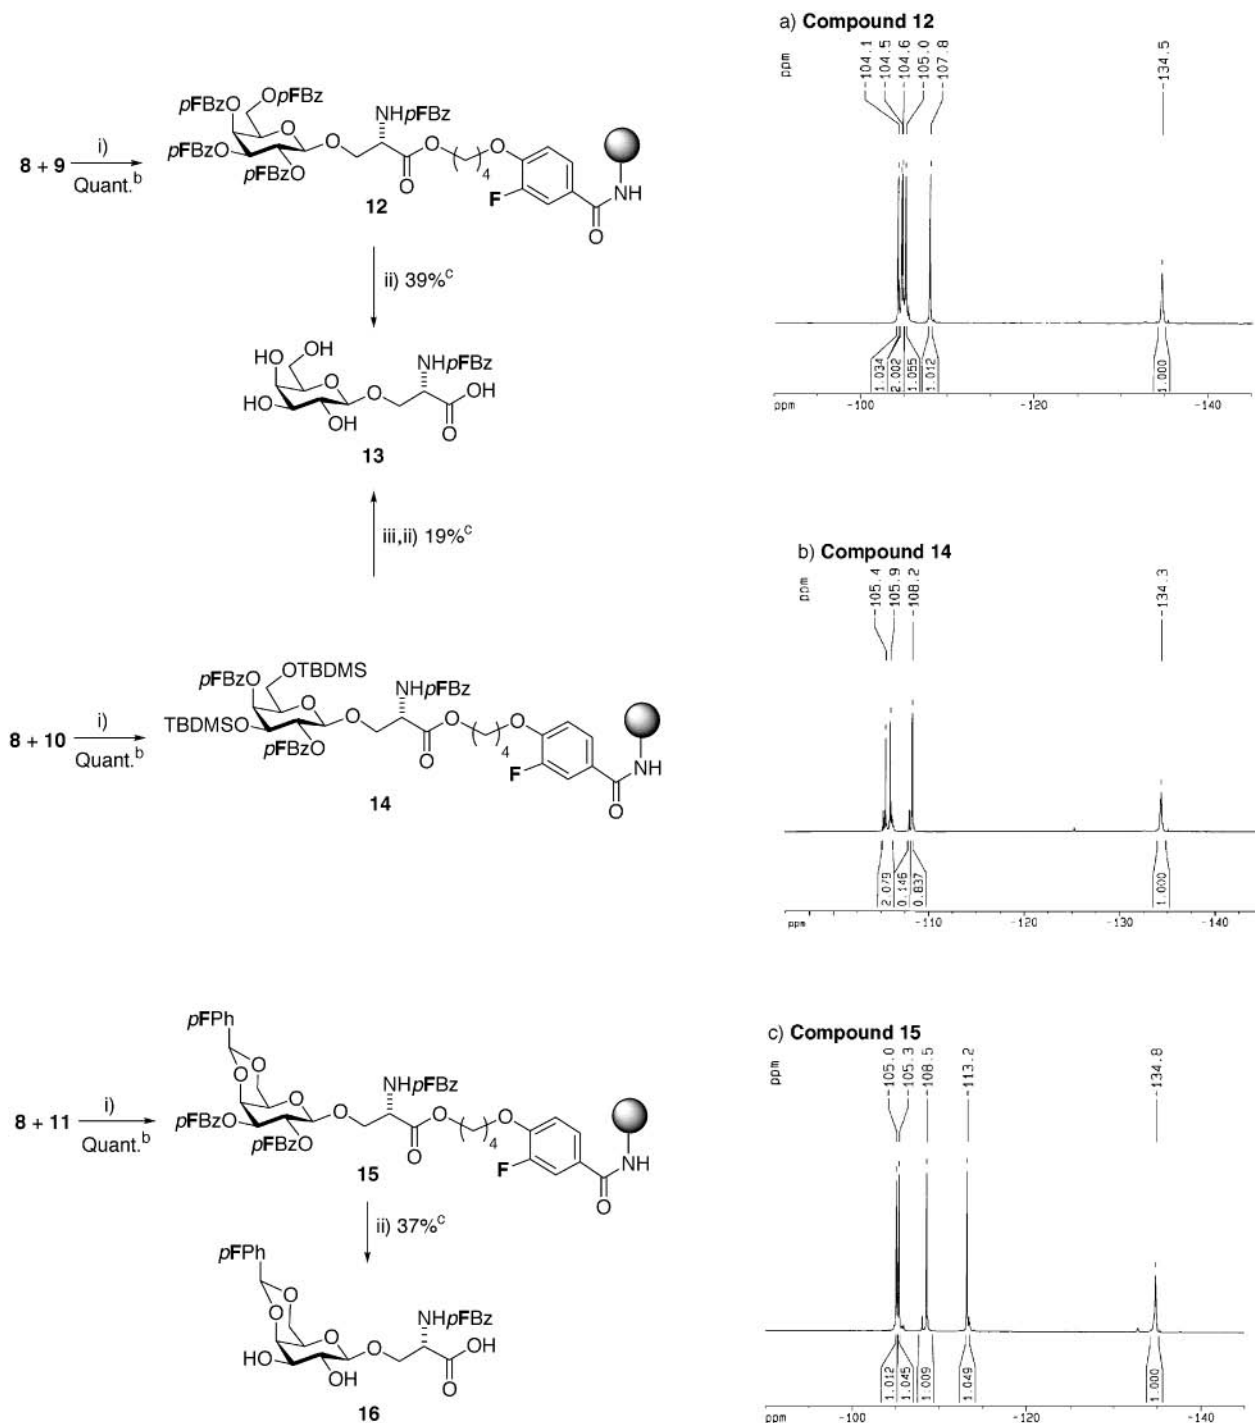 a) Compound 12
ppm
-104.1
-104.5
-104.6
-105.0
-107.8
-134.5
pFBzO
OpFBz
NHpFBz
O
O
O
O
pFBzO
pFBzO
O
4
F
O
NH
8 + 9
i)
Quant.b
12
1.034
2.002
1.055
1.012
1.000
ppm
-100
-120
-140
ii) 39%c
HO
OH
NHpFBz
O
O
OH
HO
OH
O
13
iii,ii) 19%c
b) Compound 14
ppm
-105.4
-105.9
-108.2
-134.3
pFBzO
OTBDMS
NHpFBz
O
O
O
O
TBDMSO
pFBzO
O
4
F
O
NH
8 + 10
i)
Quant.b
14
2.079
0.146
0.837
1.000
ppm
-110
-120
-130
-140
c) Compound 15
ppm
-105.0
-105.3
-108.5
-113.2
-134.8
pFPh
O
O
NHpFBz
O
O
O
O
pFBzO
pFBzO
O
4
F
O
NH
8 + 11
i)
Quant.b
15
1.012
1.045
1.009
1.049
1.000
ppm
-100
-120
-140
ii) 37%c
pFPh
O
O
NHpFBz
O
O
OH
HO
OH
O
16